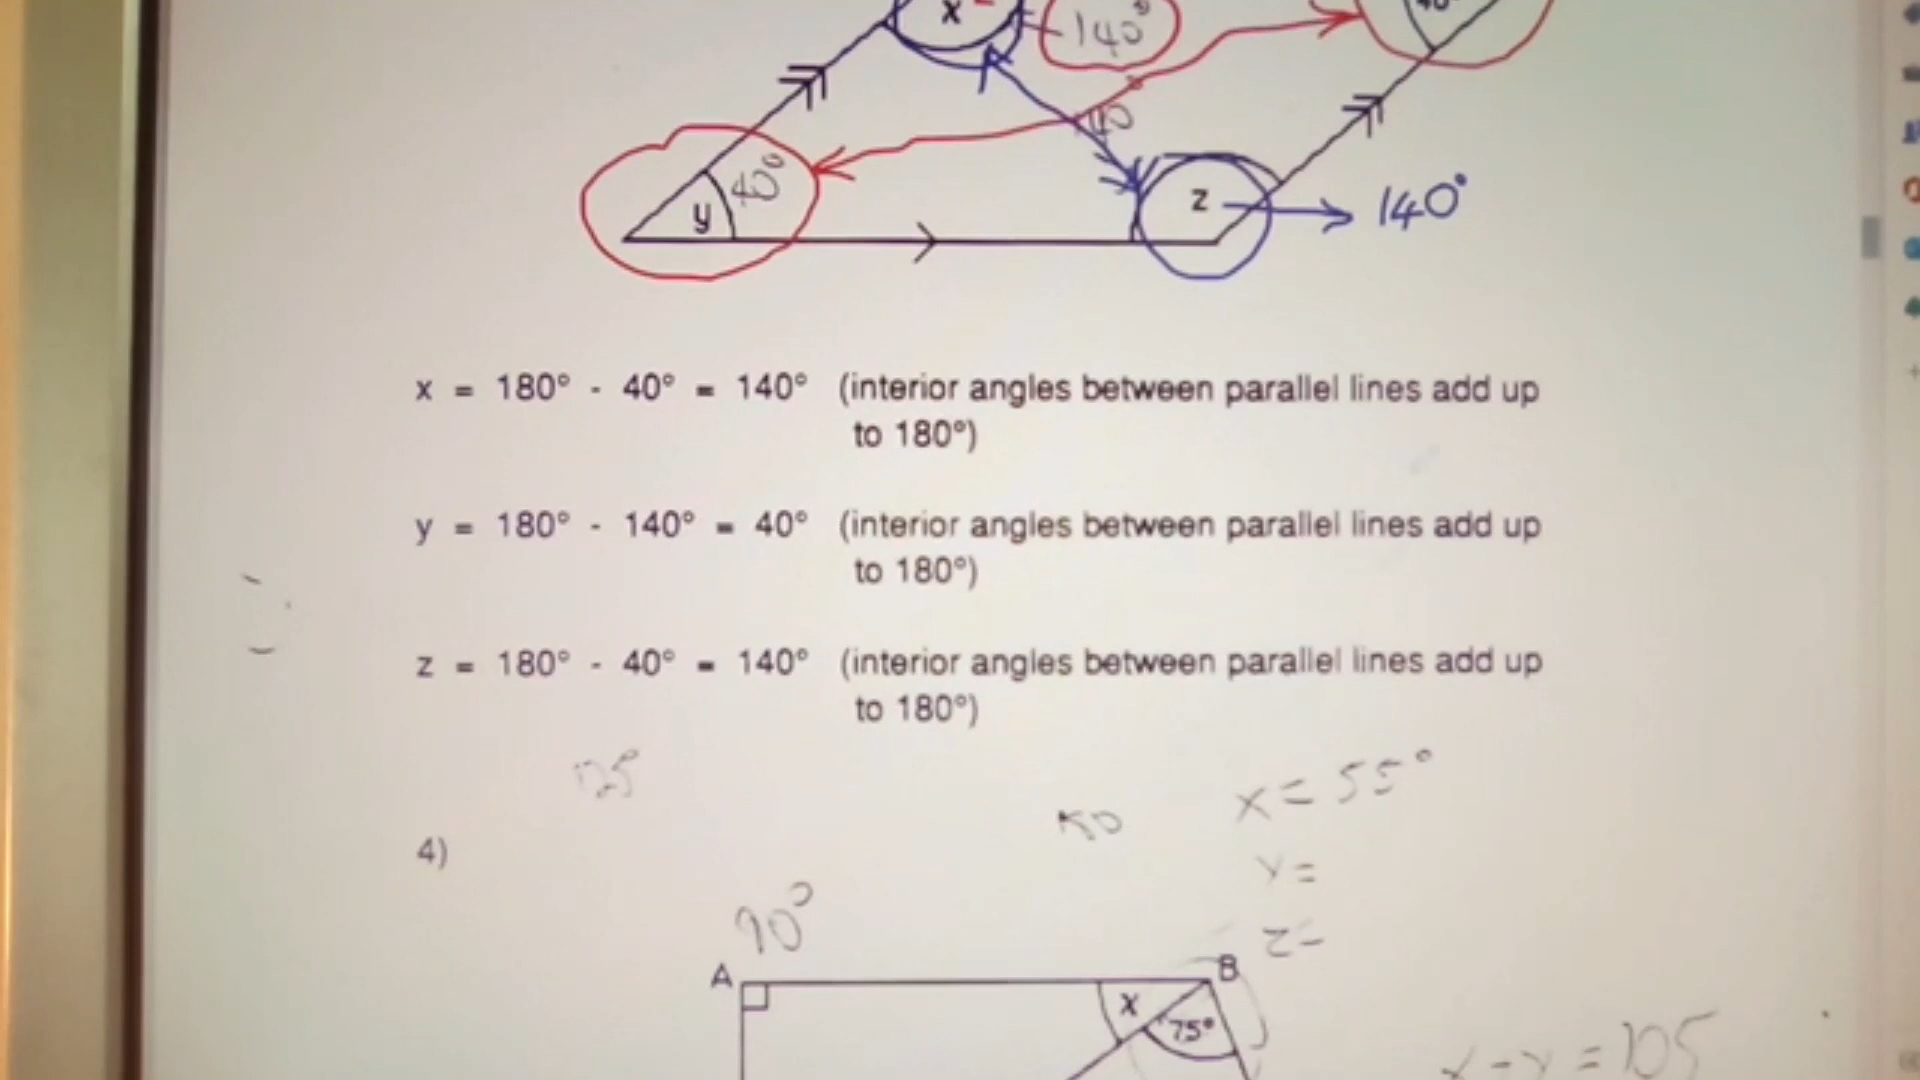 x
140°
40°
40°
y
z
140°
x = 180° - 40° = 140° (interior angles between parallel lines add up
to 180°)
y = 180° - 140° = 40° (interior angles between parallel lines add up
to 180°)
z = 180° - 40° = 140° (interior angles between parallel lines add up
to 180°)
125
x = 55°
4)
y =
90°
z =
A
B
x
75°